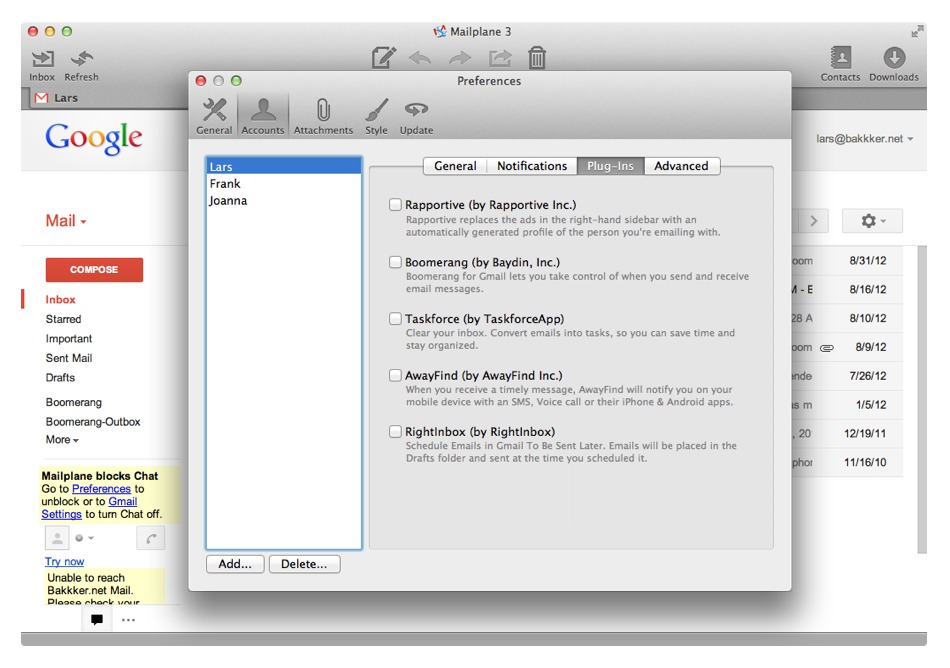 Mailplane 3
Inbox Refresh
Contacts Downloads
Lars
Google
lars@bakkker.net
Preferences
General Accounts Attachments Style Update
Lars
Frank
Joanna
General Notifications Plug-Ins Advanced
Rapportive (by Rapportive Inc.)
Rapportive replaces the ads in the right-hand sidebar with an
automatically generated profile of the person you're emailing with.
Boomerang (by Baydin, Inc.)
Boomerang for Gmail lets you take control of when you send and receive
email messages.
Taskforce (by TaskforceApp)
Clear your inbox. Convert emails into tasks, so you can save time and
stay organized.
AwayFind (by AwayFind Inc.)
When you receive a timely message, AwayFind will notify you on your
mobile device with an SMS, Voice call or their iPhone & Android apps.
RightInbox (by RightInbox)
Schedule Emails in Gmail To Be Sent Later. Emails will be placed in the
Drafts folder and sent at the time you scheduled it.
Add... Delete...
Mail
COMPOSE
Inbox
Starred
Important
Sent Mail
Drafts
Boomerang
Boomerang-Outbox
More
Mailplane blocks Chat
Go to Preferences to
unblock or to Gmail
Settings to turn Chat off.
Try now
Unable to reach
Bakkker.net Mail.
Please check your
oom 8/31/12
M - E 8/16/12
28 A 8/10/12
oom 8/9/12
ende 7/26/12
as m 1/5/12
, 20 12/19/11
phor 11/16/10